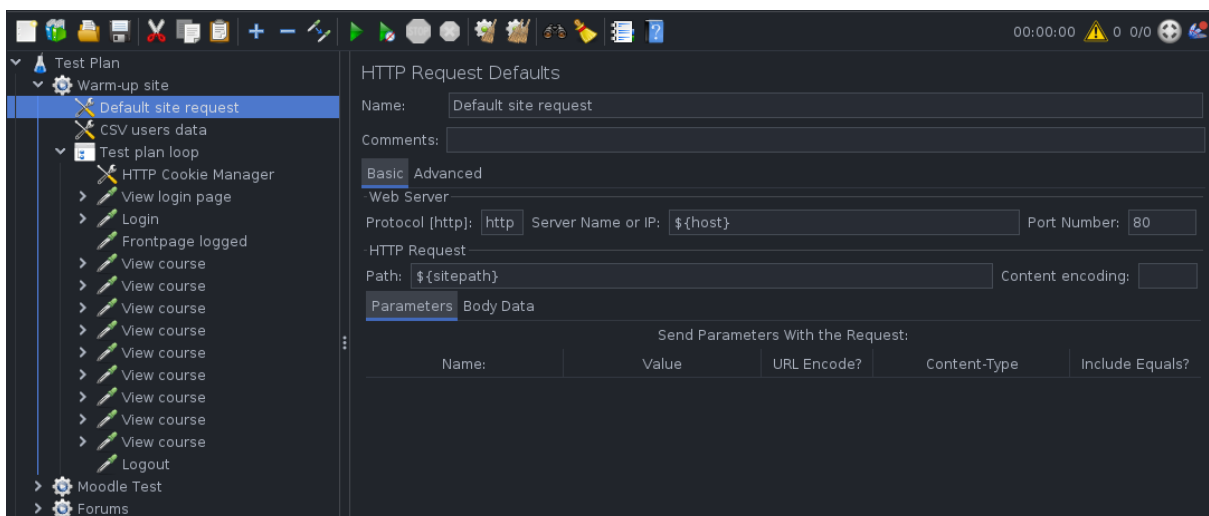 00:00:00 0 0/0
Test Plan
Warm-up site
Default site request
CSV users data
Test plan loop
HTTP Cookie Manager
View login page
Login
Frontpage logged
View course
View course
View course
View course
View course
View course
View course
View course
View course
Logout
Moodle Test
Forums
HTTP Request Defaults
Name: Default site request
Comments:
Basic Advanced
Web Server
Protocol [http]: http Server Name or IP: ${host} Port Number: 80
HTTP Request
Path: ${sitepath} Content encoding:
Parameters Body Data
Send Parameters With the Request:
Name: Value URL Encode? Content-Type Include Equals?